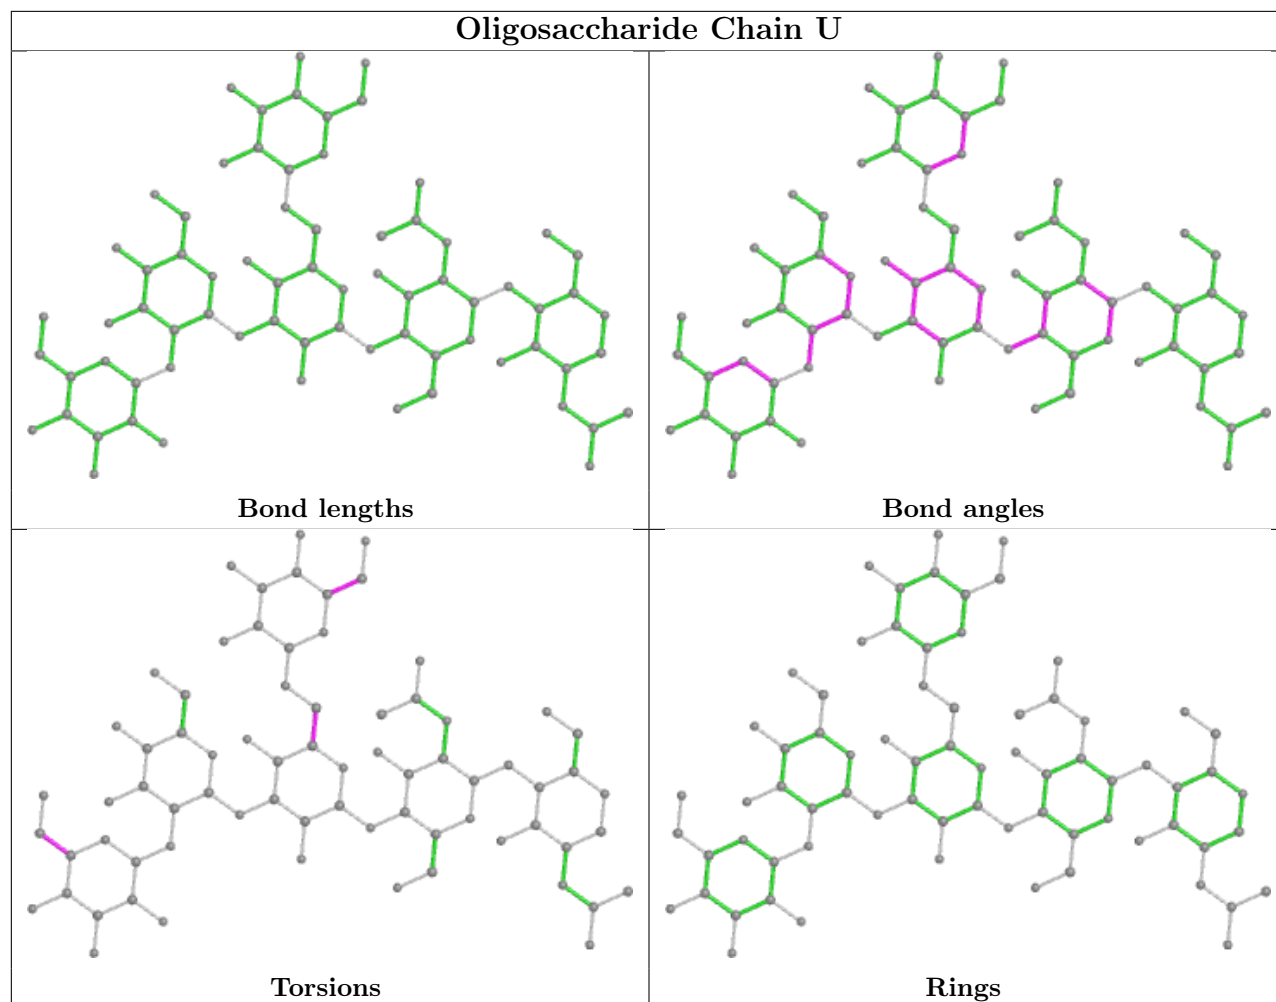 Oligosaccharide Chain U
Bond lengths
Bond angles
Torsions
Rings